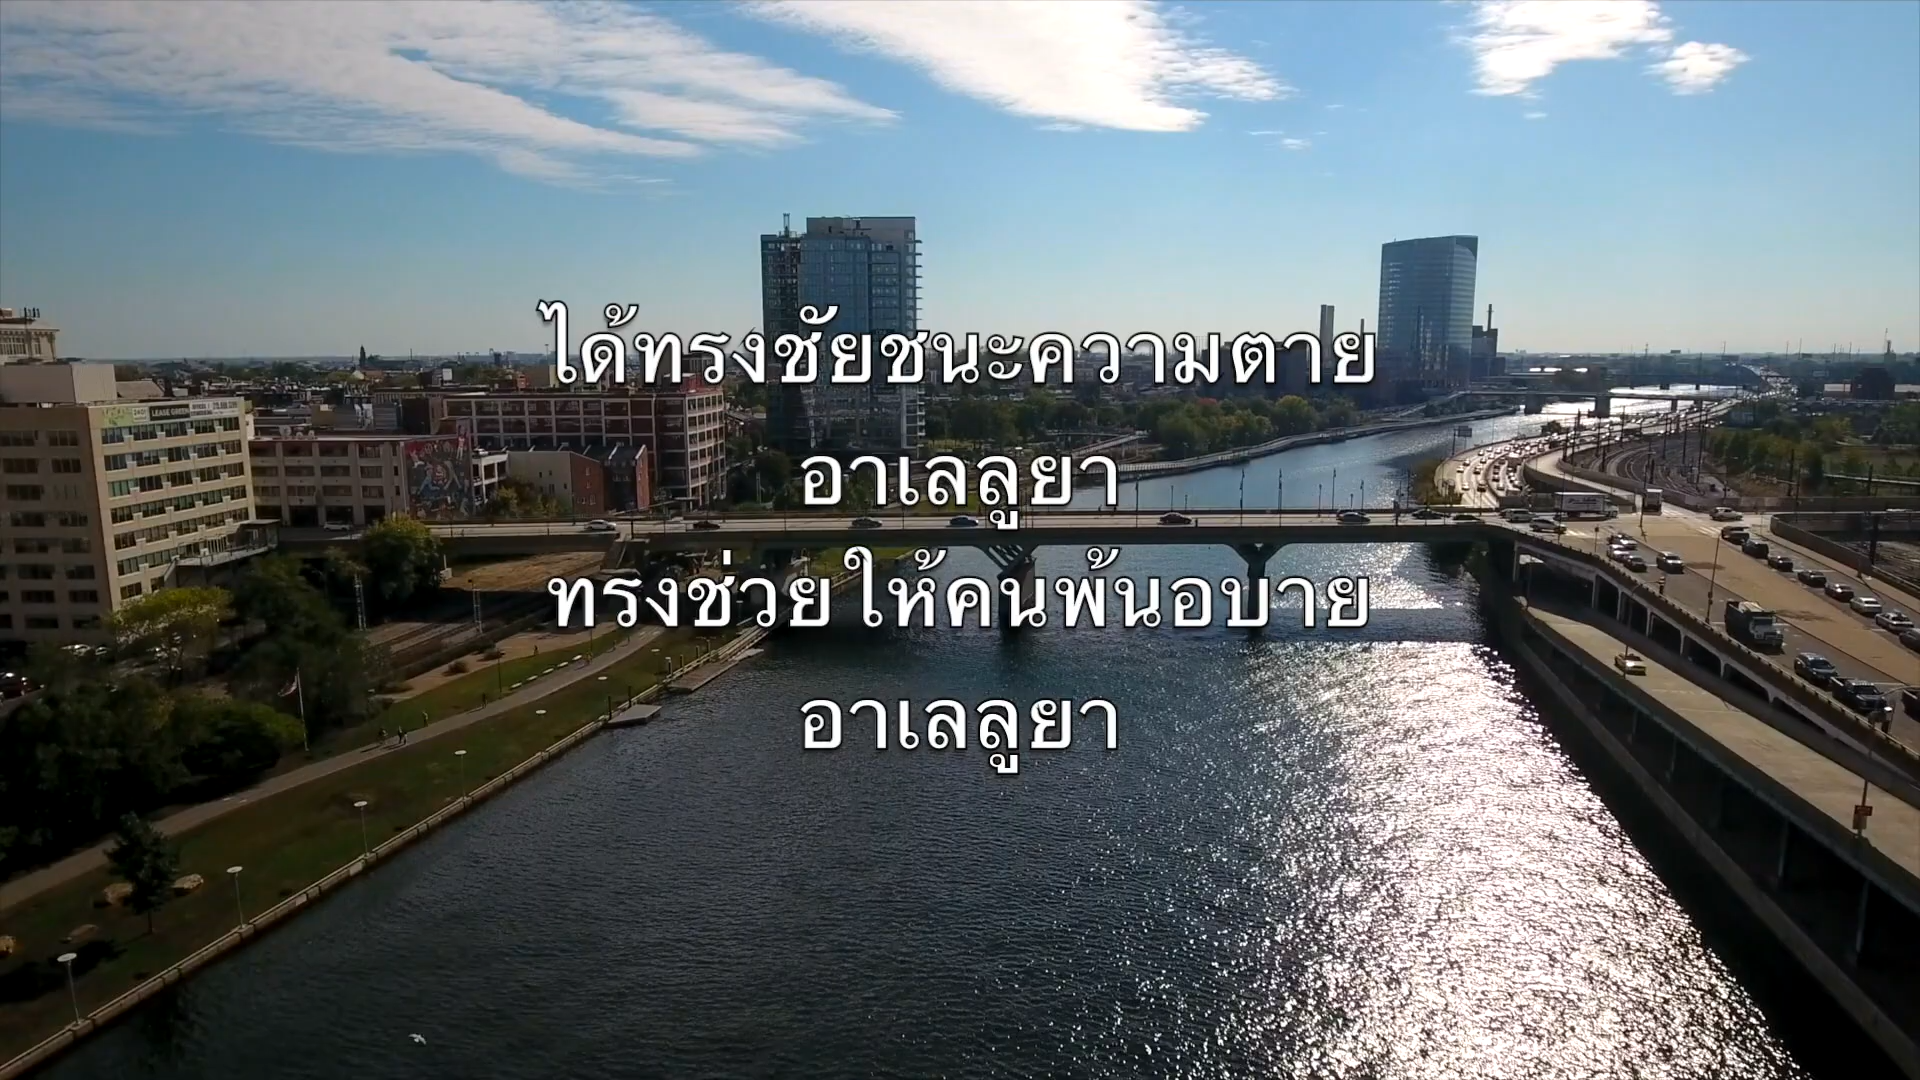 ได้ทรงชัยชนะความตาย
อาเลลูยา
ทรงช่วยให้คนพ้นอบาย
อาเลลูยา
LEASE GREEN